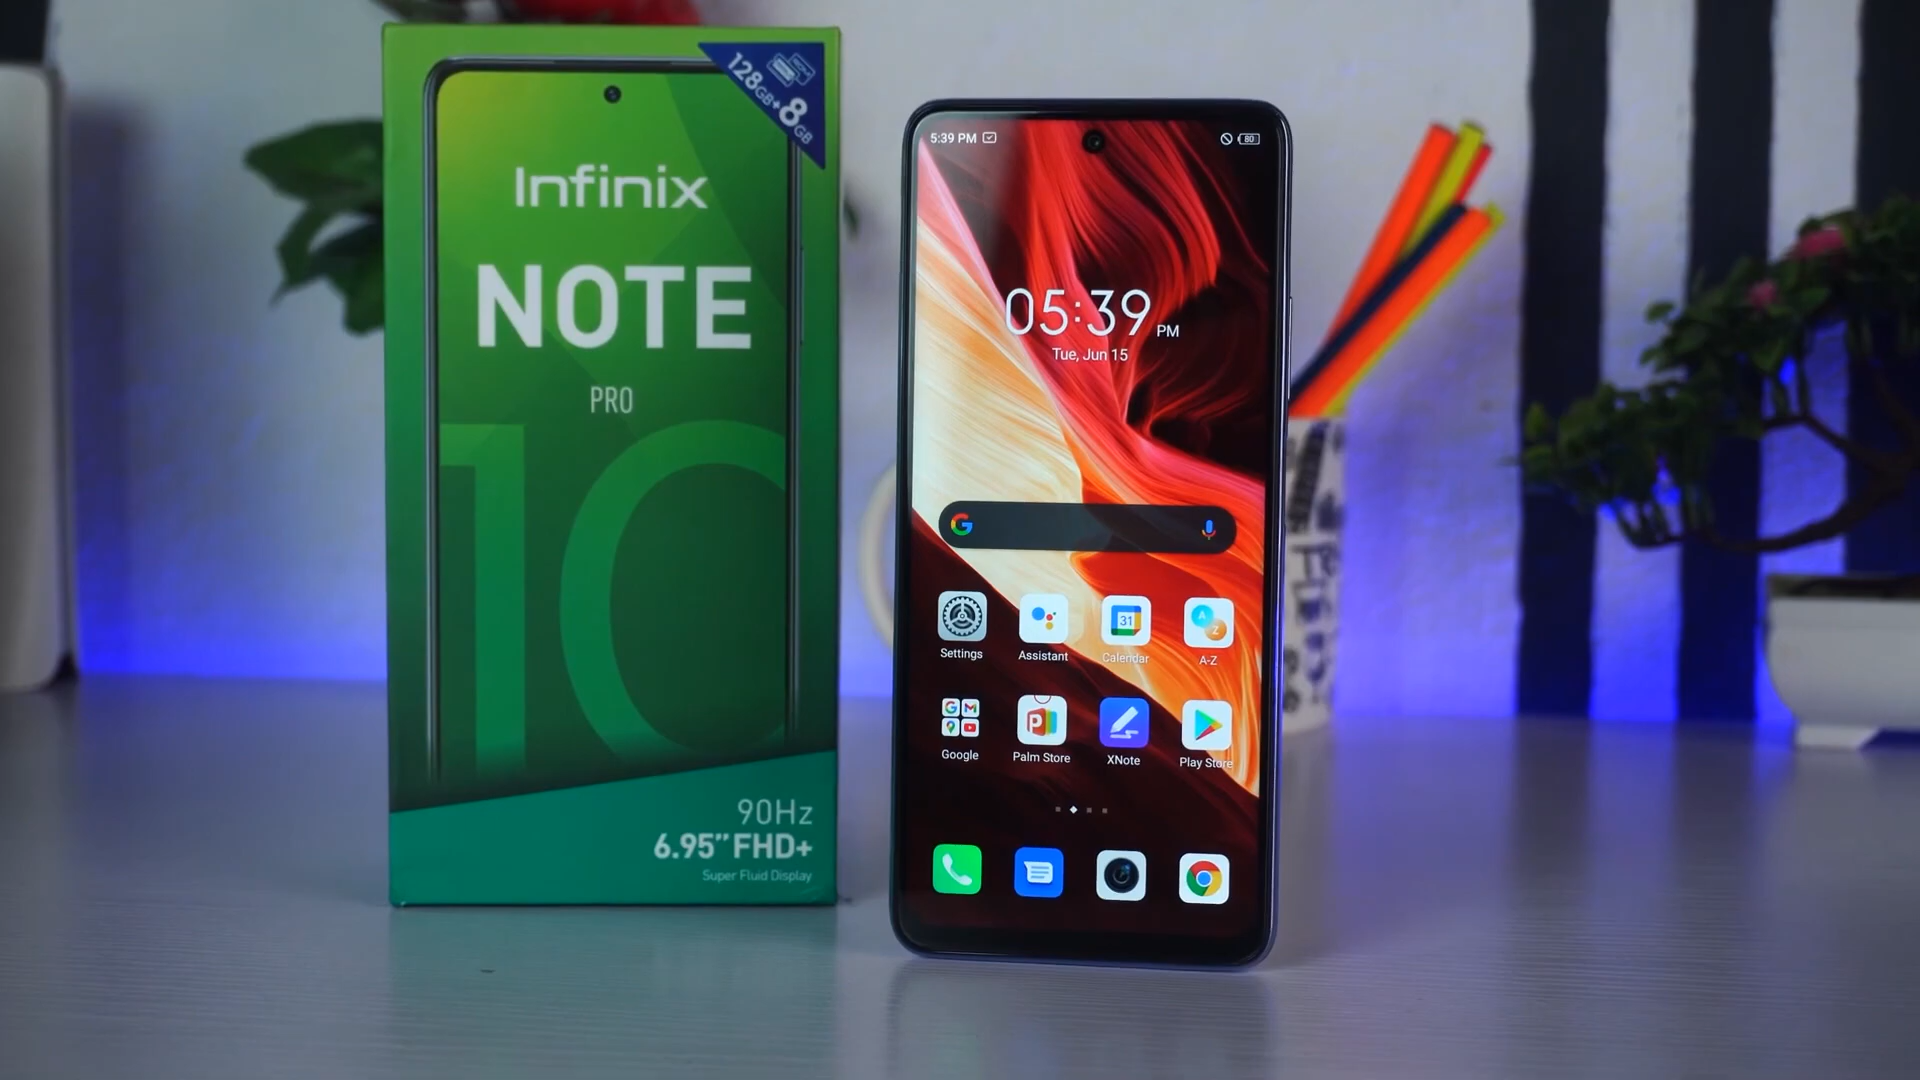 128GB+8GB
Infinix
NOTE
PRO
10
90Hz
6.95” FHD+
Super Fluid Display
5:39 PM
80
05:39 PM
Tue, Jun 15
G
31
A
Z
Settings
Assistant
Calendar
A-Z
G
M
P
Google
Palm Store
XNote
Play Store